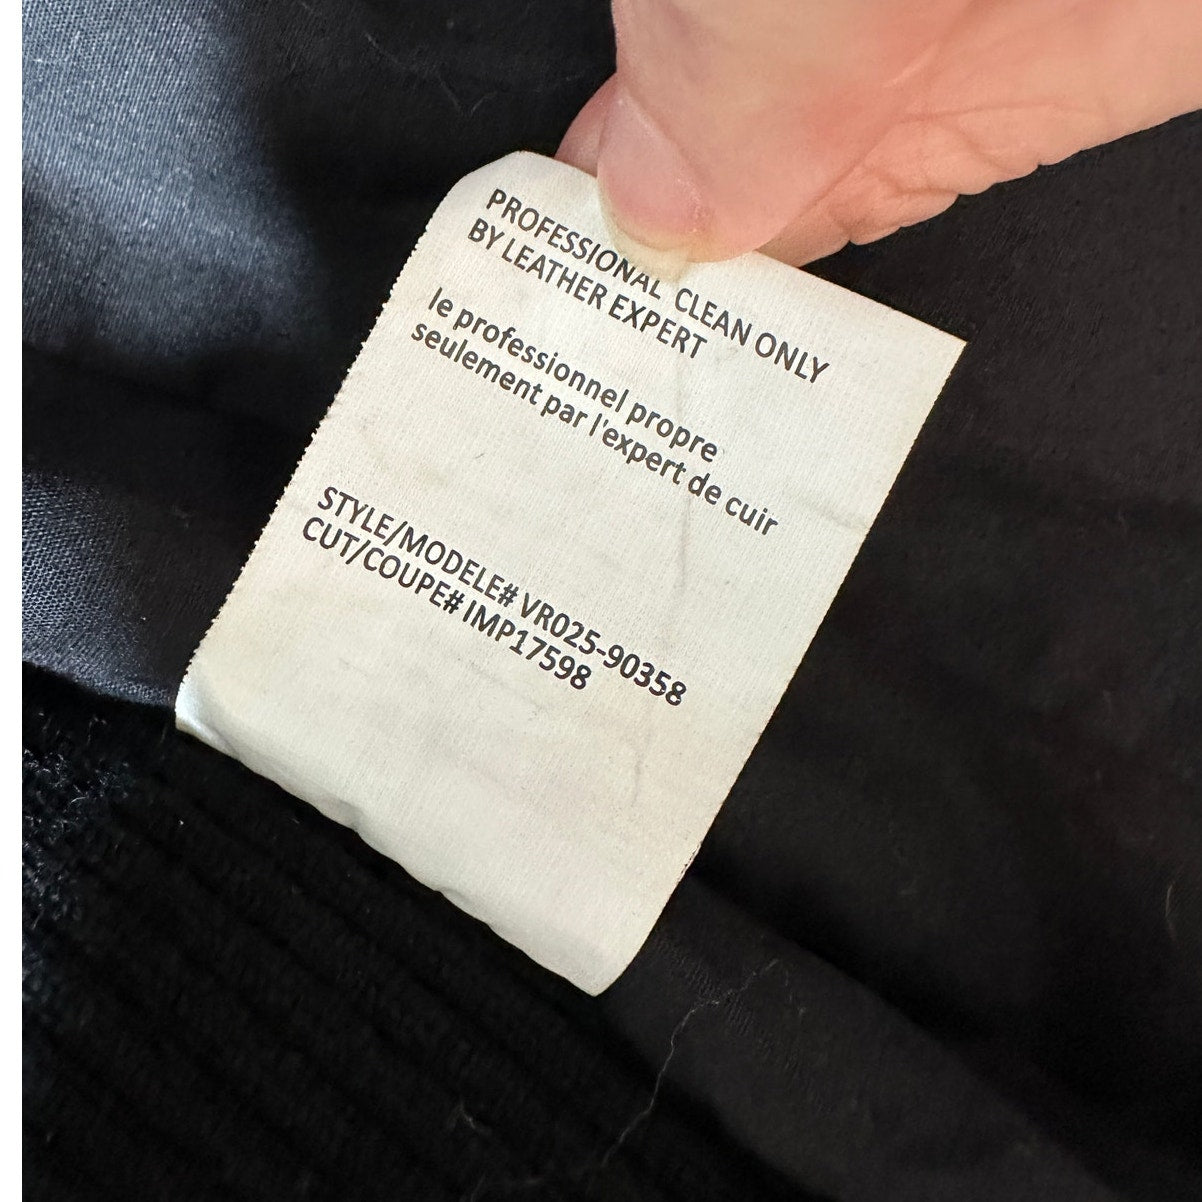 PROFESSIONAL CLEAN ONLY
BY LEATHER EXPERT
le professionnel propre
seulement par l'expert de cuir
STYLE/MODELE# VR025-90358
CUT/COUPE# IMP17598